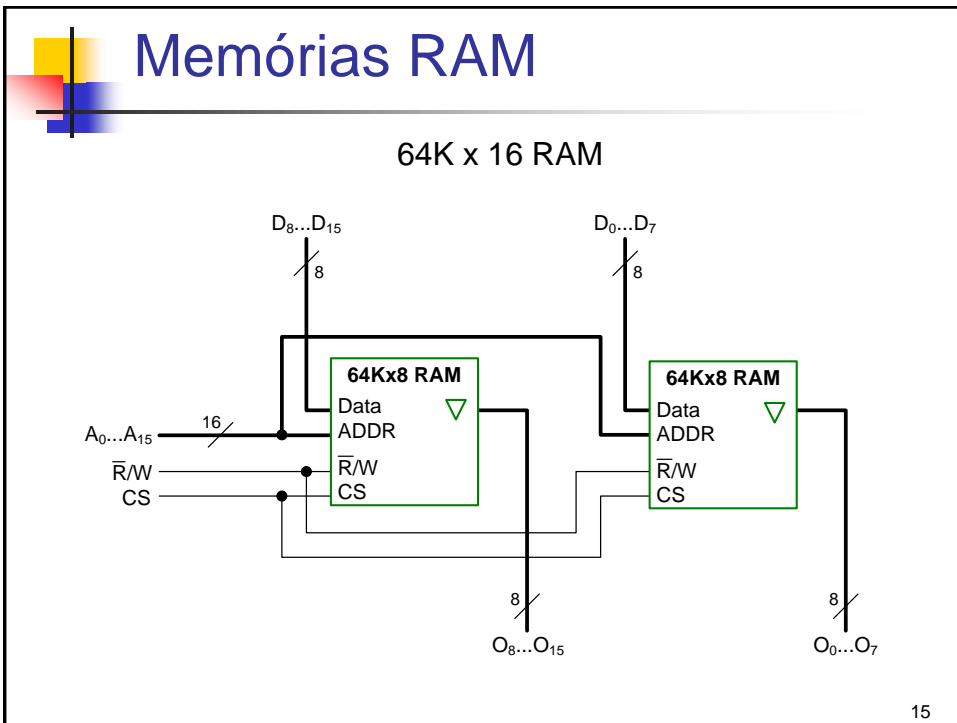 Memórias RAM
64K x 16 RAM
D₈...D₁₅
D₀...D₇
8
8
64Kx8 RAM
Data
ADDR
R̅/W
CS
64Kx8 RAM
Data
ADDR
R̅/W
CS
16
A₀...A₁₅
R̅/W
CS
8
8
O₈...O₁₅
O₀...O₇
15